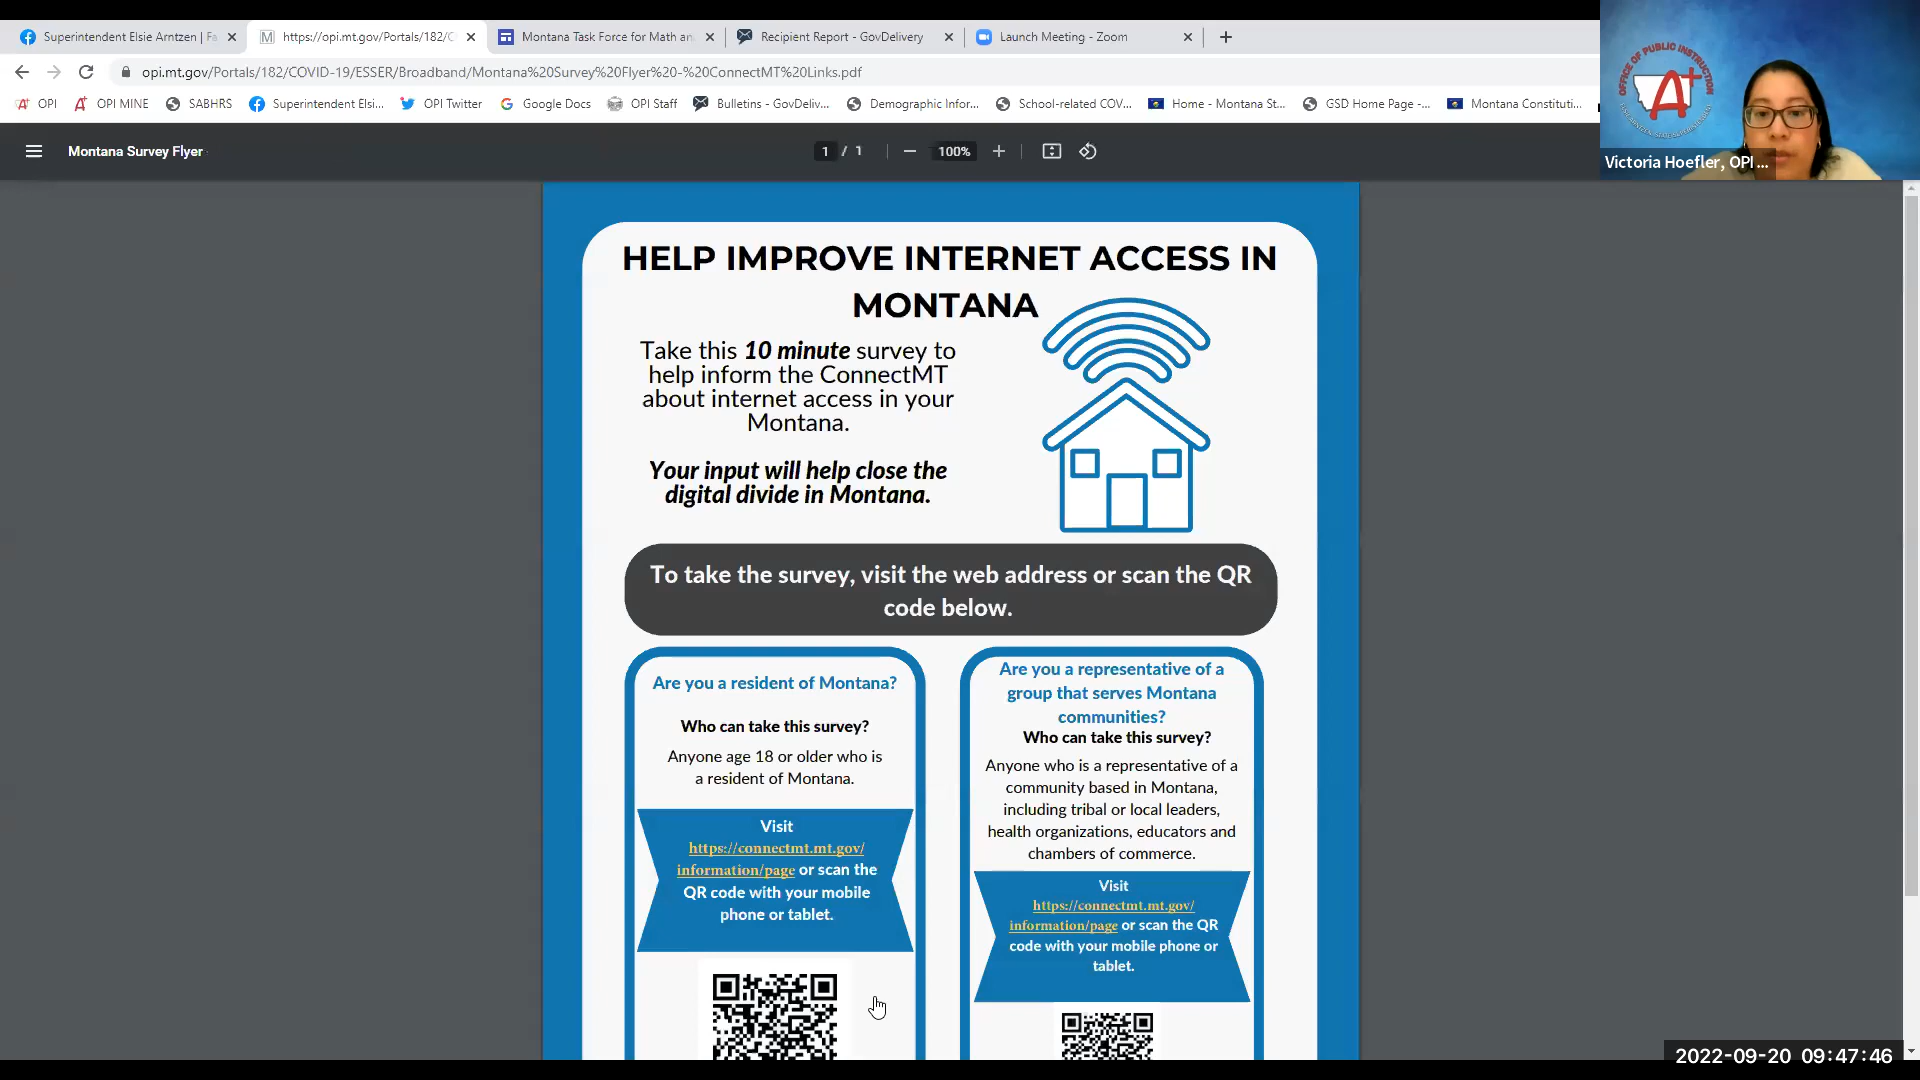 Superintendent Elsie Arntzen | Fa
https://opi.mt.gov/Portals/182/C
Montana Task Force for Math an
Recipient Report - GovDelivery
Launch Meeting - Zoom
opi.mt.gov/Portals/182/COVID-19/ESSER/Broadband/Montana%20Survey%20Flyer%20-%20ConnectMT%20Links.pdf
OPI
OPI MINE
SABHRS
Superintendent Elsi...
OPI Twitter
Google Docs
OPI Staff
Bulletins - GovDeliv...
Demographic Infor...
School-related COV...
Home - Montana St...
GSD Home Page -...
Montana Constituti...
OFFICE OF PUBLIC INSTRUCTION
A+
Victoria Hoefler, OPI ...
Montana Survey Flyer
1 / 1
100%
HELP IMPROVE INTERNET ACCESS IN
MONTANA
Take this 10 minute survey to
help inform the ConnectMT
about internet access in your
Montana.
Your input will help close the
digital divide in Montana.
To take the survey, visit the web address or scan the QR
code below.
Are you a resident of Montana?
Who can take this survey?
Anyone age 18 or older who is
a resident of Montana.
Visit
https://connectmt.mt.gov/
information/page or scan the
QR code with your mobile
phone or tablet.
Are you a representative of a
group that serves Montana
communities?
Who can take this survey?
Anyone who is a representative of a
community based in Montana,
including tribal or local leaders,
health organizations, educators and
chambers of commerce.
Visit
https://connectmt.mt.gov/
information/page or scan the QR
code with your mobile phone or
tablet.
2022-09-20 09:47:46